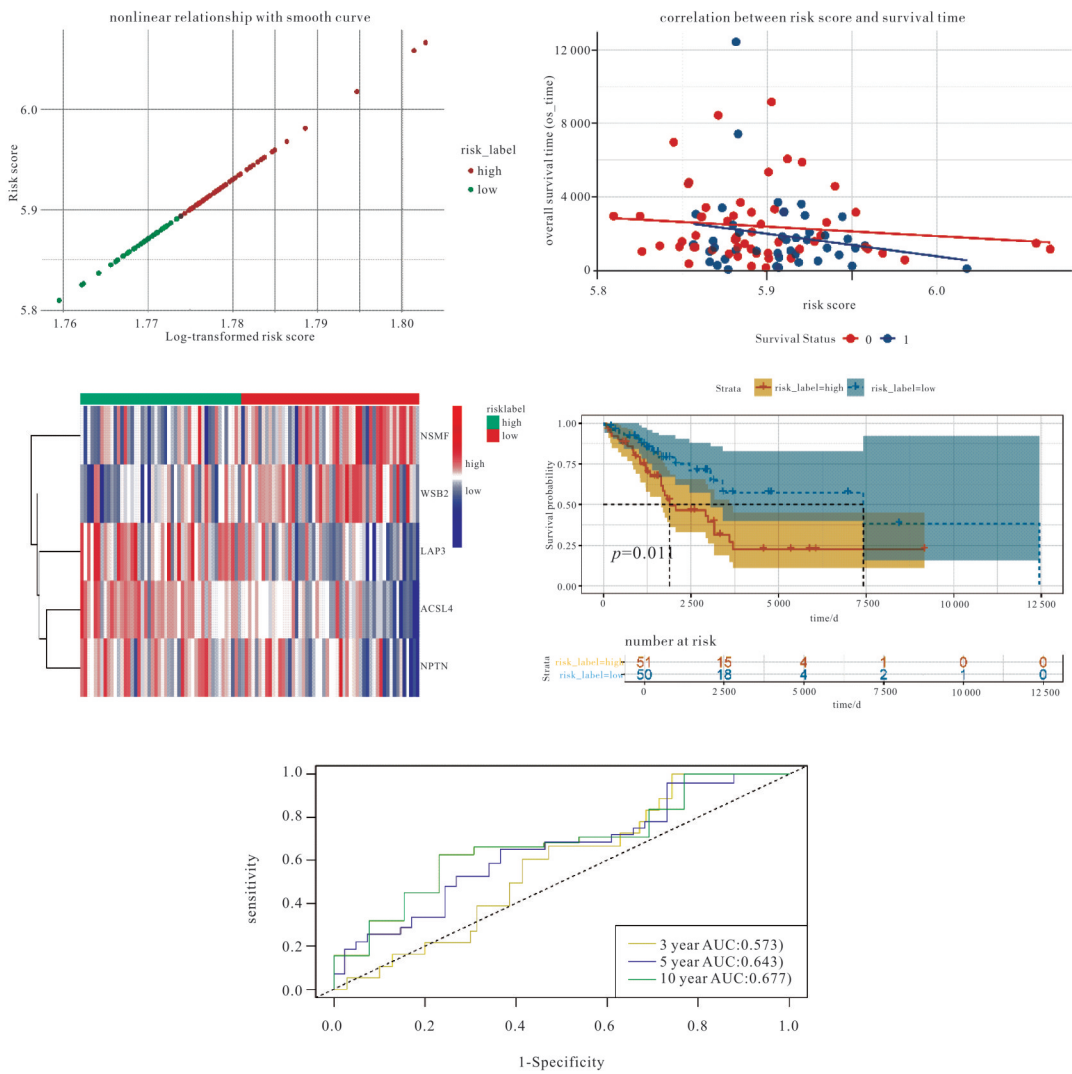 nonlinear relationship with smooth curve
Risk score
6.0
5.9
5.8
1.76
1.77
1.78
1.79
1.80
Log-transformed risk score
risk_label
high
low
correlation between risk score and survival time
overall survival time (os_time)
12 000
8 000
4 000
0
5.8
5.9
6.0
risk score
Survival Status
0
1
NSMF
WSB2
LAP3
ACSL4
NPTN
high
low
risklabel
high
low
Strata
risk_label=high
risk_label=low
Survival probability
1.00
0.75
0.50
0.25
0.00
p=0.011
0
2 500
5 000
7 500
10 000
12 500
time/d
number at risk
Strata
risk_label=high 51 15 4 1 0 0
risk_label=low 50 18 4 2 1 0
0 2 500 5 000 7 500 10 000 12 500
time/d
sensitivity
1.0
0.8
0.6
0.4
0.2
0.0
3 year AUC:0.573)
5 year AUC:0.643)
10 year AUC:0.677)
0.0 0.2 0.4 0.6 0.8 1.0
1-Specificity